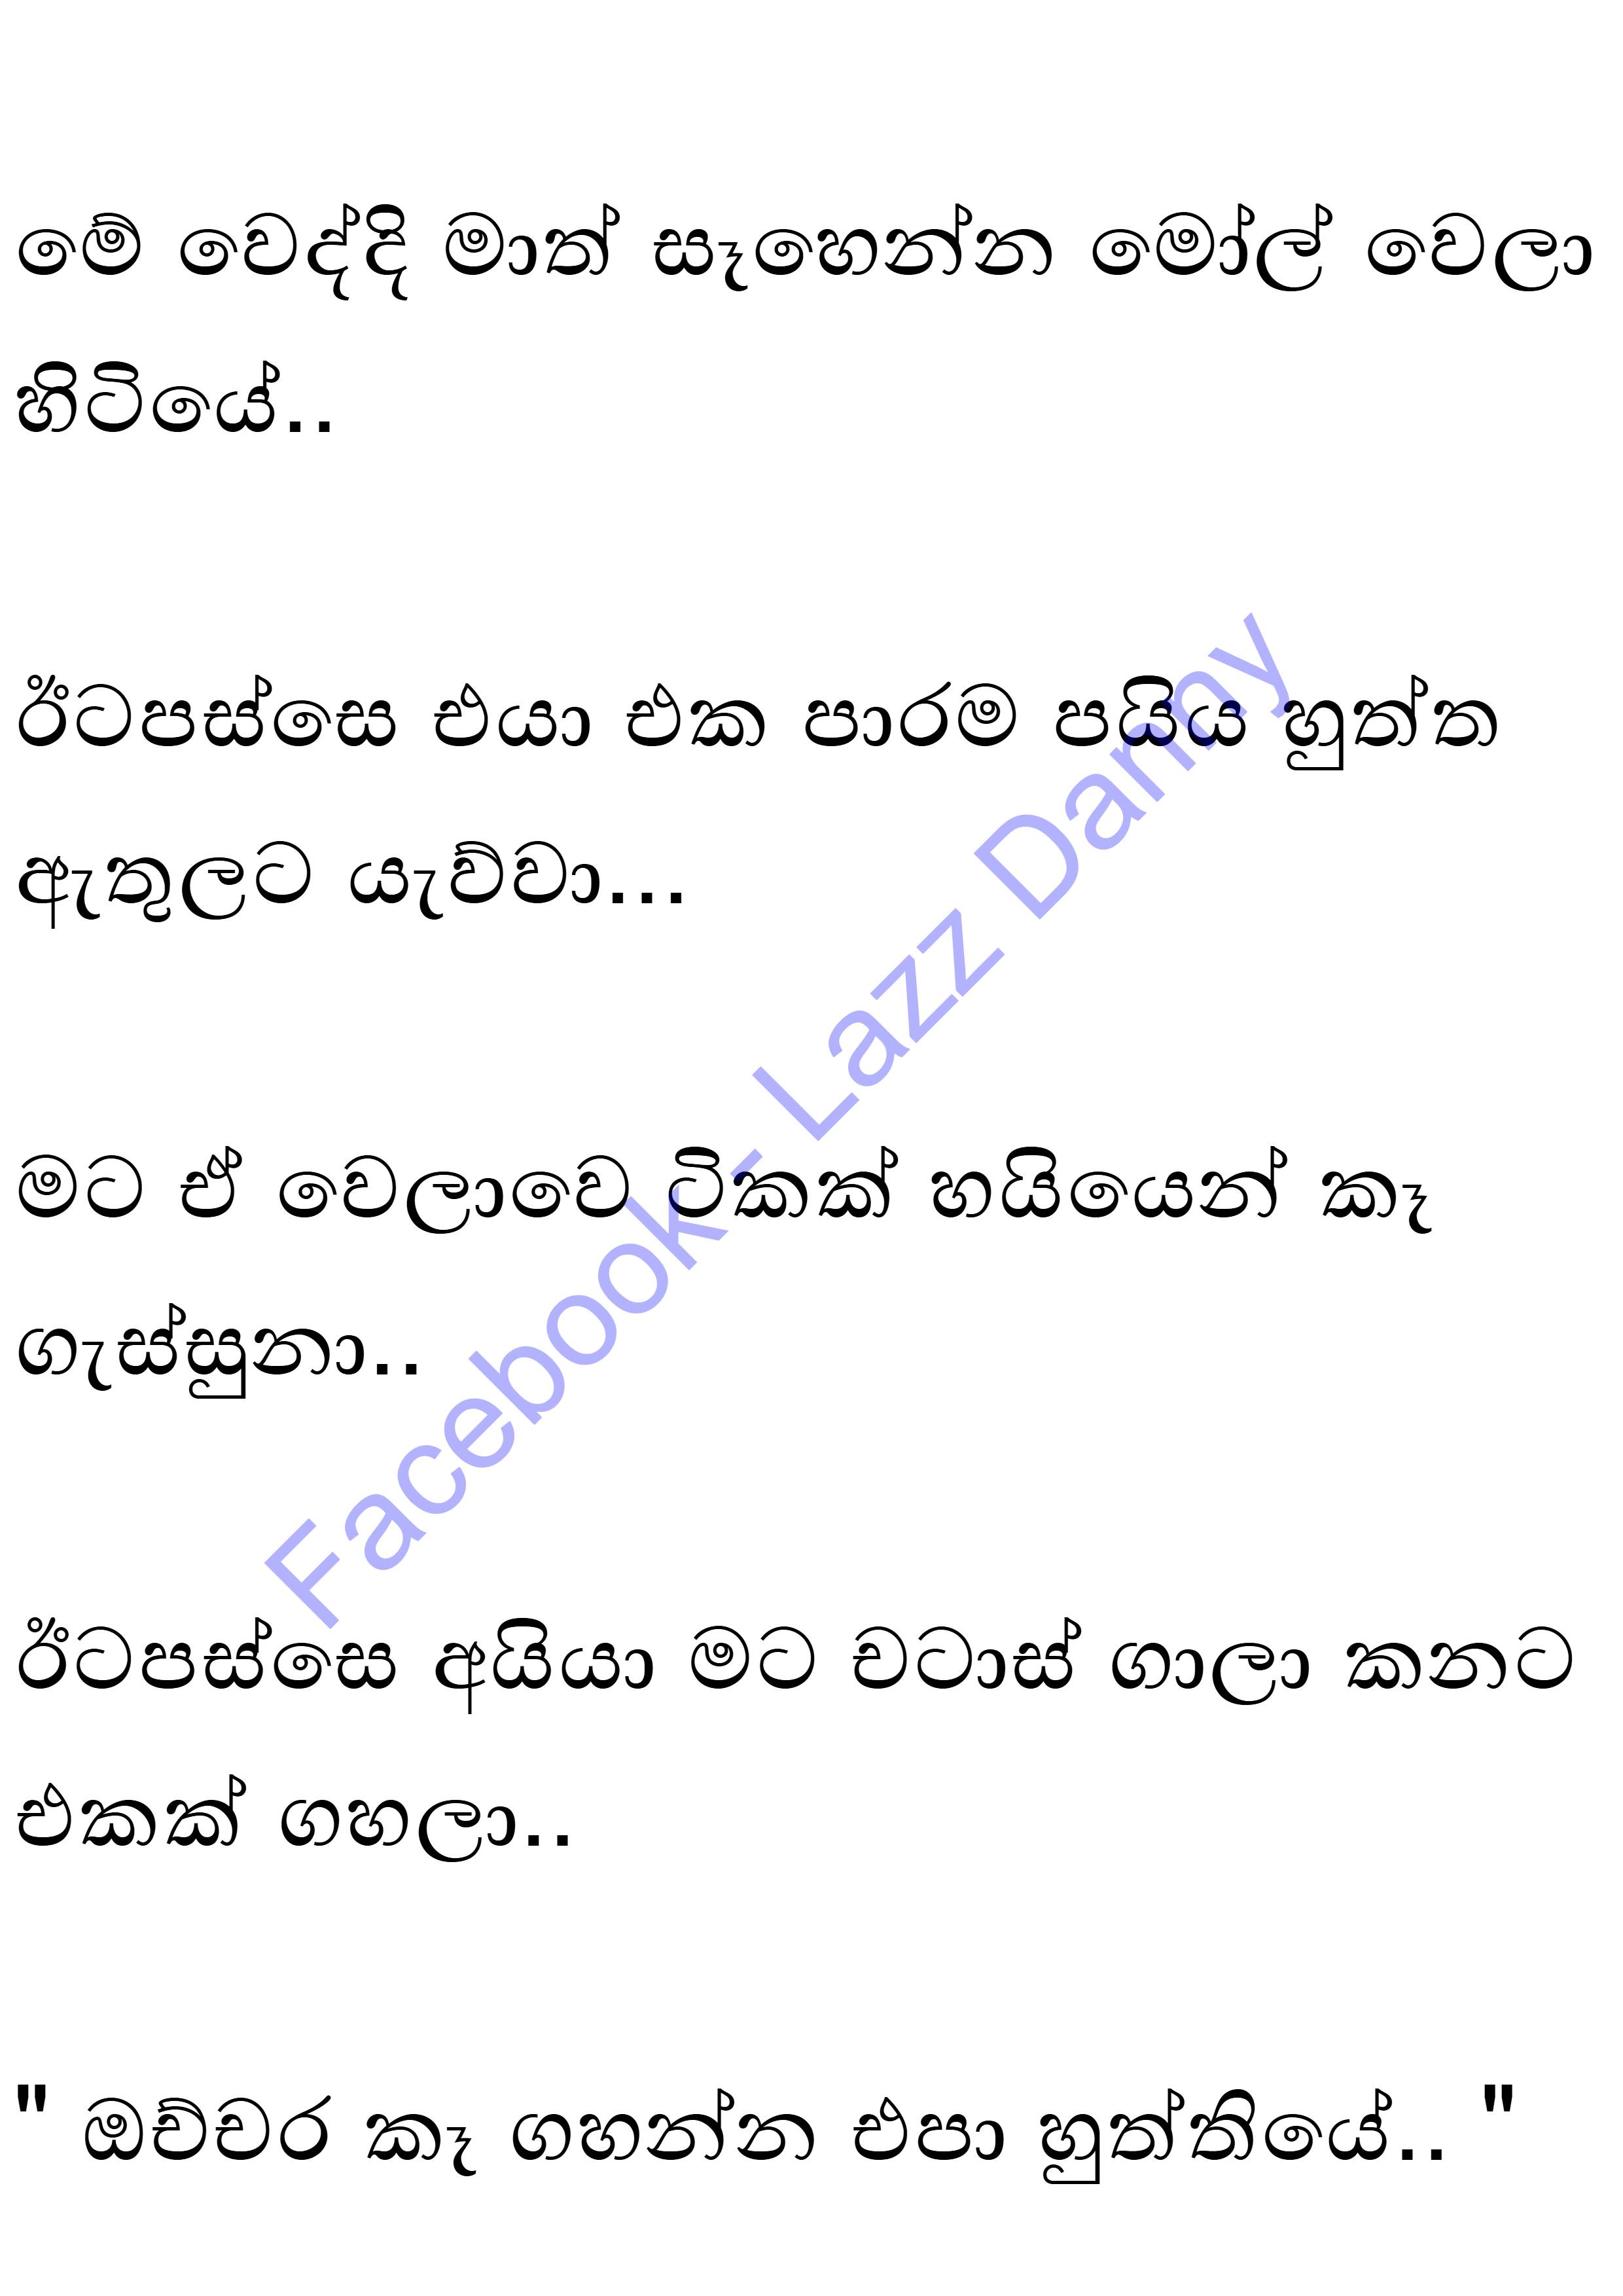 මේ වෙද්දි මාත් සෑහෙන්න මෝල් වෙලා
හිටියේ..
ඊටපස්සෙ එයා එක පාරම පයිය හුත්ත
ඇතුලට යැව්වා...
මට ඒ වෙලාවෙ ටිකක් හයියෙන් කෑ
ගැස්සුනා..
ඊටපස්සෙ අයියා මට චටාස් ගාලා කනට
එකක් ගහලා..
" ඔච්චර කෑ ගහන්න එපා හුත්තියේ.. "
Facebook - Lazz Danny